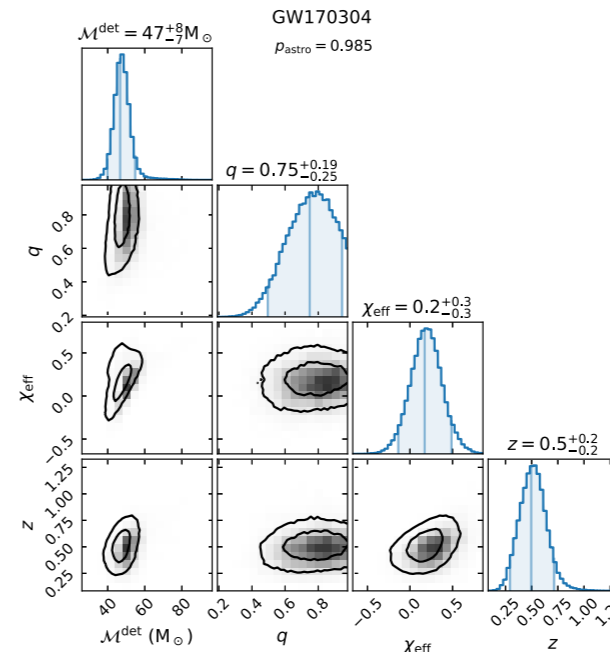 GW170304
p_astro = 0.985
ℳ^det = 47^{+8}_{−7} M_⊙
q = 0.75^{+0.19}_{−0.25}
q
0.8
0.6
0.4
0.2
χ_eff = 0.2^{+0.3}_{−0.3}
χ_eff
0.5
0.0
−0.5
z = 0.5^{+0.2}_{−0.2}
z
1.25
1.00
0.75
0.50
0.25
40 60 80 0.2 0.4 0.6 0.8 −0.5 0.0 0.5 0.25 0.50 0.75 1.00
ℳ^det (M_⊙) q χ_eff z